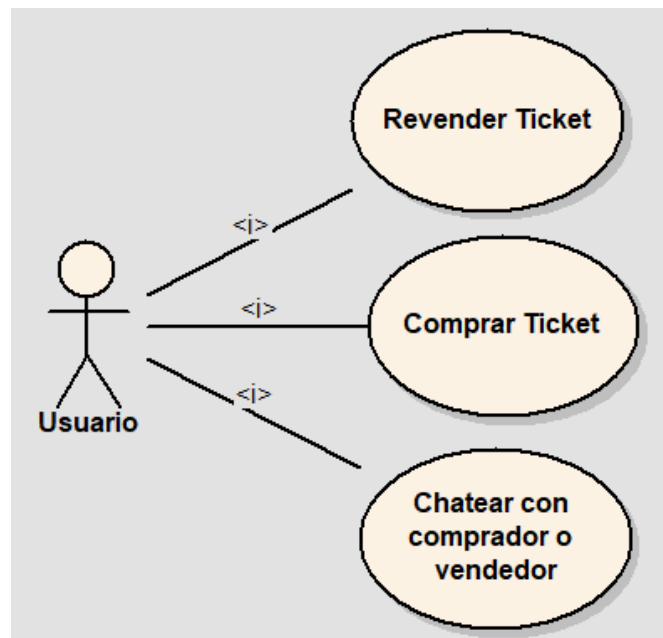 Revender Ticket
<i>
<i>
Comprar Ticket
<i>
Usuario
Chatear con
comprador o
vendedor